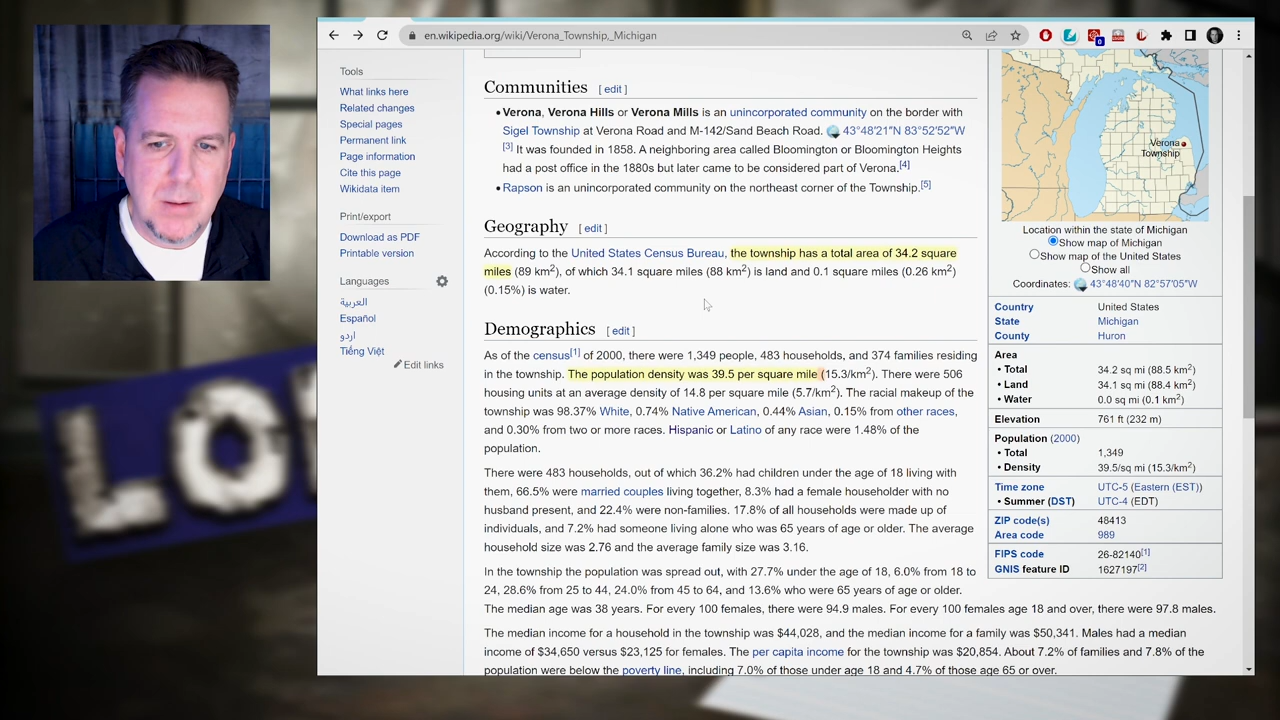 en.wikipedia.org/wiki/Verona_Township,_Michigan
Tools
What links here
Related changes
Special pages
Permanent link
Page information
Cite this page
Wikidata item
Print/export
Download as PDF
Printable version
Languages
العربية
Español
اردو
Tiếng Việt
Edit links
Communities [ edit ]
• Verona, Verona Hills or Verona Mills is an unincorporated community on the border with
Sigel Township at Verona Road and M-142/Sand Beach Road. 43°48′21″N 83°52′52″W
[3] It was founded in 1858. A neighboring area called Bloomington or Bloomington Heights
had a post office in the 1880s but later came to be considered part of Verona.[4]
• Rapson is an unincorporated community on the northeast corner of the Township.[5]
Geography [ edit ]
According to the United States Census Bureau, the township has a total area of 34.2 square
miles (89 km2), of which 34.1 square miles (88 km2) is land and 0.1 square miles (0.26 km2)
(0.15%) is water.
Demographics [ edit ]
As of the census[1] of 2000, there were 1,349 people, 483 households, and 374 families residing
in the township. The population density was 39.5 per square mile (15.3/km2). There were 506
housing units at an average density of 14.8 per square mile (5.7/km2). The racial makeup of the
township was 98.37% White, 0.74% Native American, 0.44% Asian, 0.15% from other races,
and 0.30% from two or more races. Hispanic or Latino of any race were 1.48% of the
population.
There were 483 households, out of which 36.2% had children under the age of 18 living with
them, 66.5% were married couples living together, 8.3% had a female householder with no
husband present, and 22.4% were non-families. 17.8% of all households were made up of
individuals, and 7.2% had someone living alone who was 65 years of age or older. The average
household size was 2.76 and the average family size was 3.16.
In the township the population was spread out, with 27.7% under the age of 18, 6.0% from 18 to
24, 28.6% from 25 to 44, 24.0% from 45 to 64, and 13.6% who were 65 years of age or older.
The median age was 38 years. For every 100 females, there were 94.9 males. For every 100 females age 18 and over, there were 97.8 males.
The median income for a household in the township was $44,028, and the median income for a family was $50,341. Males had a median
income of $34,650 versus $23,125 for females. The per capita income for the township was $20,854. About 7.2% of families and 7.8% of the
population were below the poverty line, including 7.0% of those under age 18 and 4.7% of those age 65 or over.
Verona
Township
Location within the state of Michigan
Show map of Michigan
Show map of the United States
Show all
Coordinates: 43°48′40″N 82°57′05″W
Country United States
State Michigan
County Huron
Area
• Total 34.2 sq mi (88.5 km2)
• Land 34.1 sq mi (88.4 km2)
• Water 0.0 sq mi (0.1 km2)
Elevation 761 ft (232 m)
Population (2000)
• Total 1,349
• Density 39.5/sq mi (15.3/km2)
Time zone UTC-5 (Eastern (EST))
• Summer (DST) UTC-4 (EDT)
ZIP code(s) 48413
Area code 989
FIPS code 26-82140[1]
GNIS feature ID 1627197[2]
LO